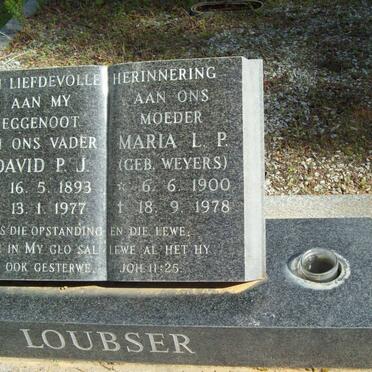 LIEFDEVOLLE HERINNERING
AAN MY
EGGENOOT
ONS VADER
DAVID P. J.
16. 5. 1893
13. 1. 1977
AAN ONS
MOEDER
MARIA L. P.
(GEB. WEYERS)
* 6. 6. 1900
† 18. 9. 1978
DIE OPSTANDING EN DIE LEWE,
IN MY GLO SAL LEWE AL HET HY
OOK GESTERWE, JOH. 11:25.
LOUBSER